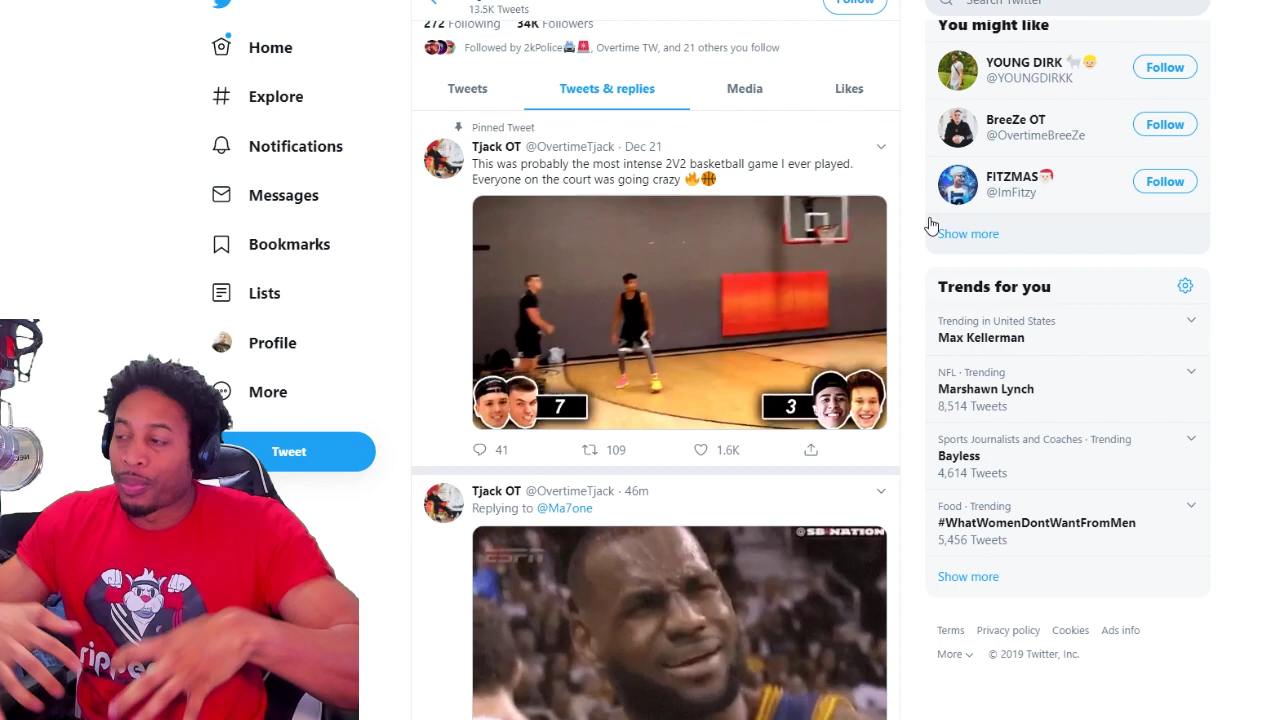 Home
Explore
Notifications
Messages
Bookmarks
Lists
Profile
More
Tweet
13.5K Tweets
Follow
272 Following 34K Followers
Followed by 2kPolice🚔🚨, Overtime TW, and 21 others you follow
Tweets Tweets & replies Media Likes
Pinned Tweet
Tjack OT @OvertimeTjack · Dec 21
This was probably the most intense 2V2 basketball game I ever played.
Everyone on the court was going crazy 🔥🏀
7 3
41 109 1.6K
Tjack OT @OvertimeTjack · 46m
Replying to @Ma7one
@SBNATION
ESPN
Search Twitter
You might like
YOUNG DIRK 🐐👱
@YOUNGDIRKK
Follow
BreeZe OT
@OvertimeBreeZe
Follow
FITZMAS🎅
@ImFitzy
Follow
Show more
Trends for you
Trending in United States
Max Kellerman
NFL · Trending
Marshawn Lynch
8,514 Tweets
Sports Journalists and Coaches · Trending
Bayless
4,614 Tweets
Food · Trending
#WhatWomenDontWantFromMen
5,456 Tweets
Show more
Terms Privacy policy Cookies Ads info
More © 2019 Twitter, Inc.